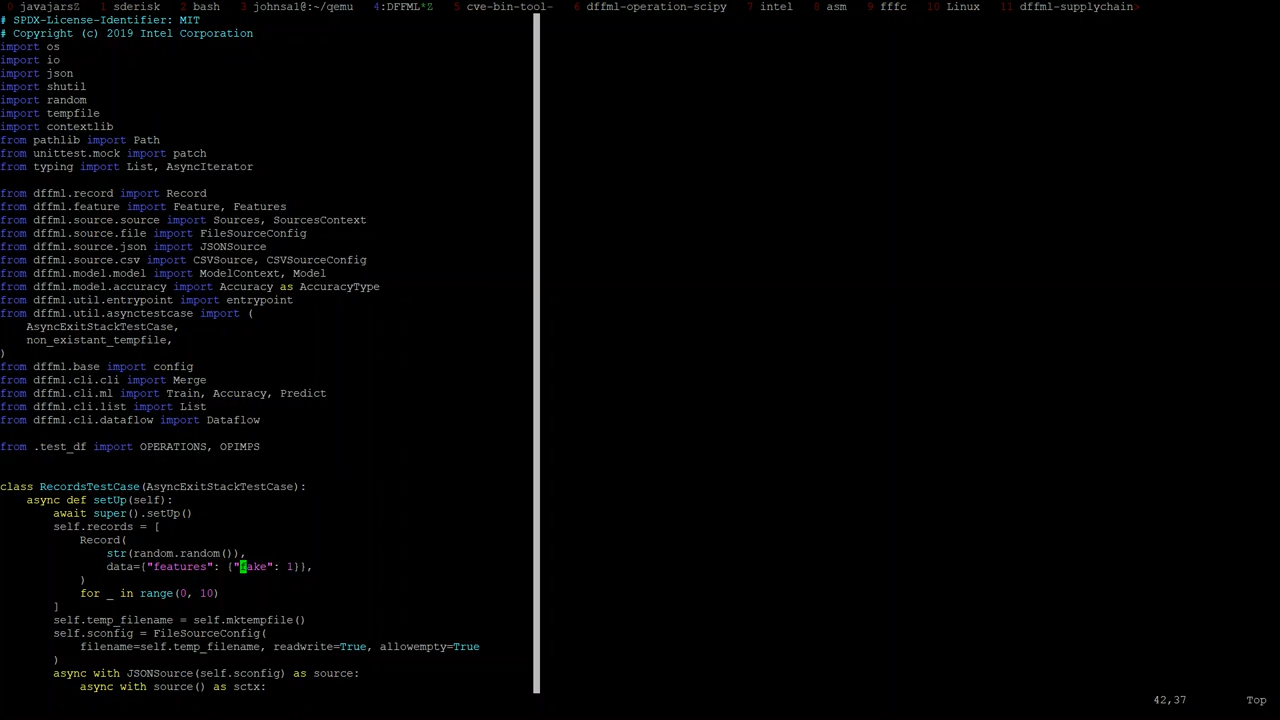 0 javajarsZ 1 sderisk 2 bash 3 johnsal@:~/qemu 4:DFFML*Z 5 cve-bin-tool- 6 dffml-operation-scipy 7 intel 8 asm 9 fffc 10 Linux 11 dffml-supplychain>
# SPDX-License-Identifier: MIT
# Copyright (c) 2019 Intel Corporation
import os
import io
import json
import shutil
import random
import tempfile
import contextlib
from pathlib import Path
from unittest.mock import patch
from typing import List, AsyncIterator
from dffml.record import Record
from dffml.feature import Feature, Features
from dffml.source.source import Sources, SourcesContext
from dffml.source.file import FileSourceConfig
from dffml.source.json import JSONSource
from dffml.source.csv import CSVSource, CSVSourceConfig
from dffml.model.model import ModelContext, Model
from dffml.model.accuracy import Accuracy as AccuracyType
from dffml.util.entrypoint import entrypoint
from dffml.util.asynctestcase import (
    AsyncExitStackTestCase,
    non_existant_tempfile,
)
from dffml.base import config
from dffml.cli.cli import Merge
from dffml.cli.ml import Train, Accuracy, Predict
from dffml.cli.list import List
from dffml.cli.dataflow import Dataflow
from .test_df import OPERATIONS, OPIMPS
class RecordsTestCase(AsyncExitStackTestCase):
    async def setUp(self):
        await super().setUp()
        self.records = [
            Record(
                str(random.random()),
                data={"features": {"fake": 1}},
            )
            for _ in range(0, 10)
        ]
        self.temp_filename = self.mktempfile()
        self.sconfig = FileSourceConfig(
            filename=self.temp_filename, readwrite=True, allowempty=True
        )
        async with JSONSource(self.sconfig) as source:
            async with source() as sctx:
42,37 Top